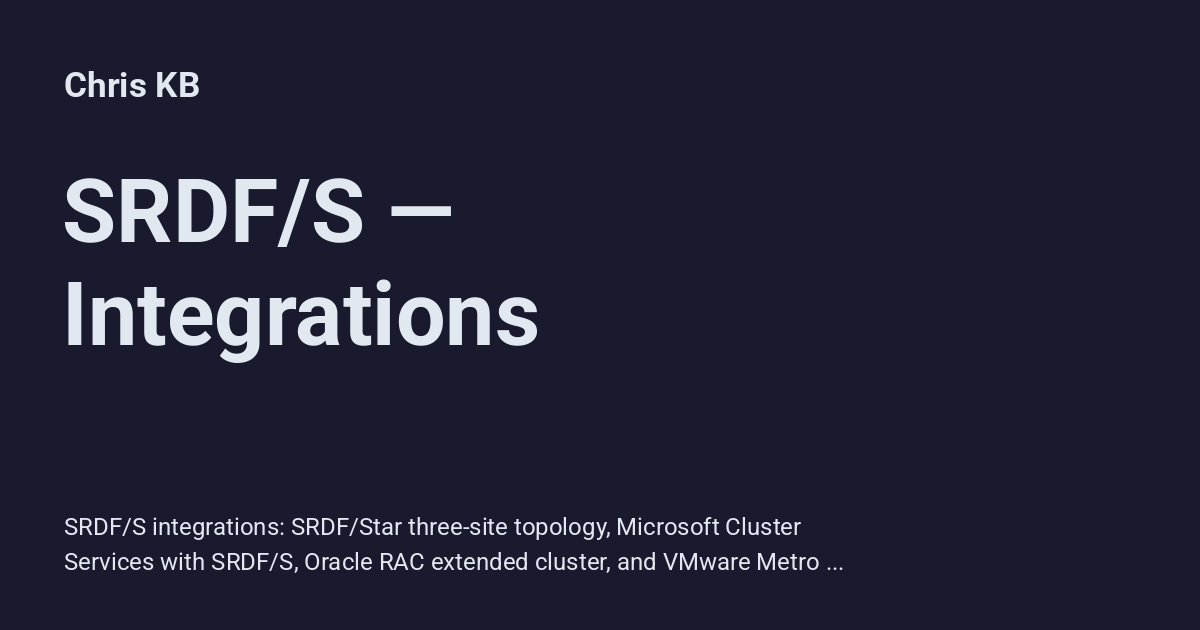 Chris KB
SRDF/S —
Integrations
SRDF/S integrations: SRDF/Star three-site topology, Microsoft Cluster
Services with SRDF/S, Oracle RAC extended cluster, and VMware Metro ...